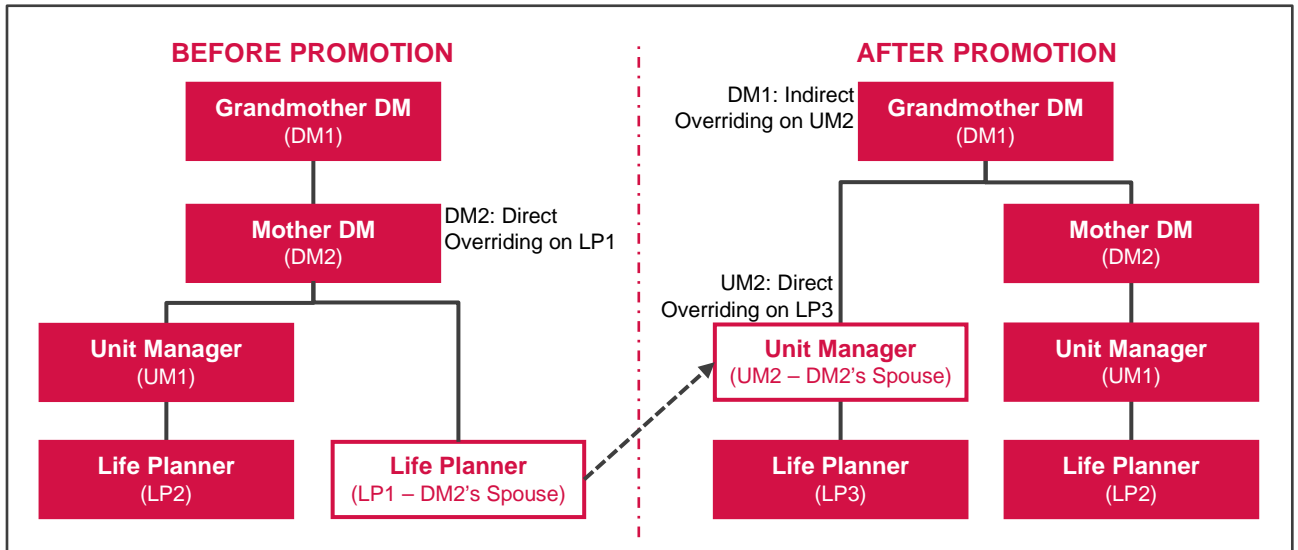 BEFORE PROMOTION
Grandmother DM
(DM1)
Mother DM
(DM2)
DM2: Direct
Overriding on LP1
Unit Manager
(UM1)
Life Planner
(LP2)
Life Planner
(LP1 – DM2's Spouse)
AFTER PROMOTION
DM1: Indirect
Overriding on UM2
Grandmother DM
(DM1)
Mother DM
(DM2)
UM2: Direct
Overriding on LP3
Unit Manager
(UM2 – DM2's Spouse)
Unit Manager
(UM1)
Life Planner
(LP3)
Life Planner
(LP2)